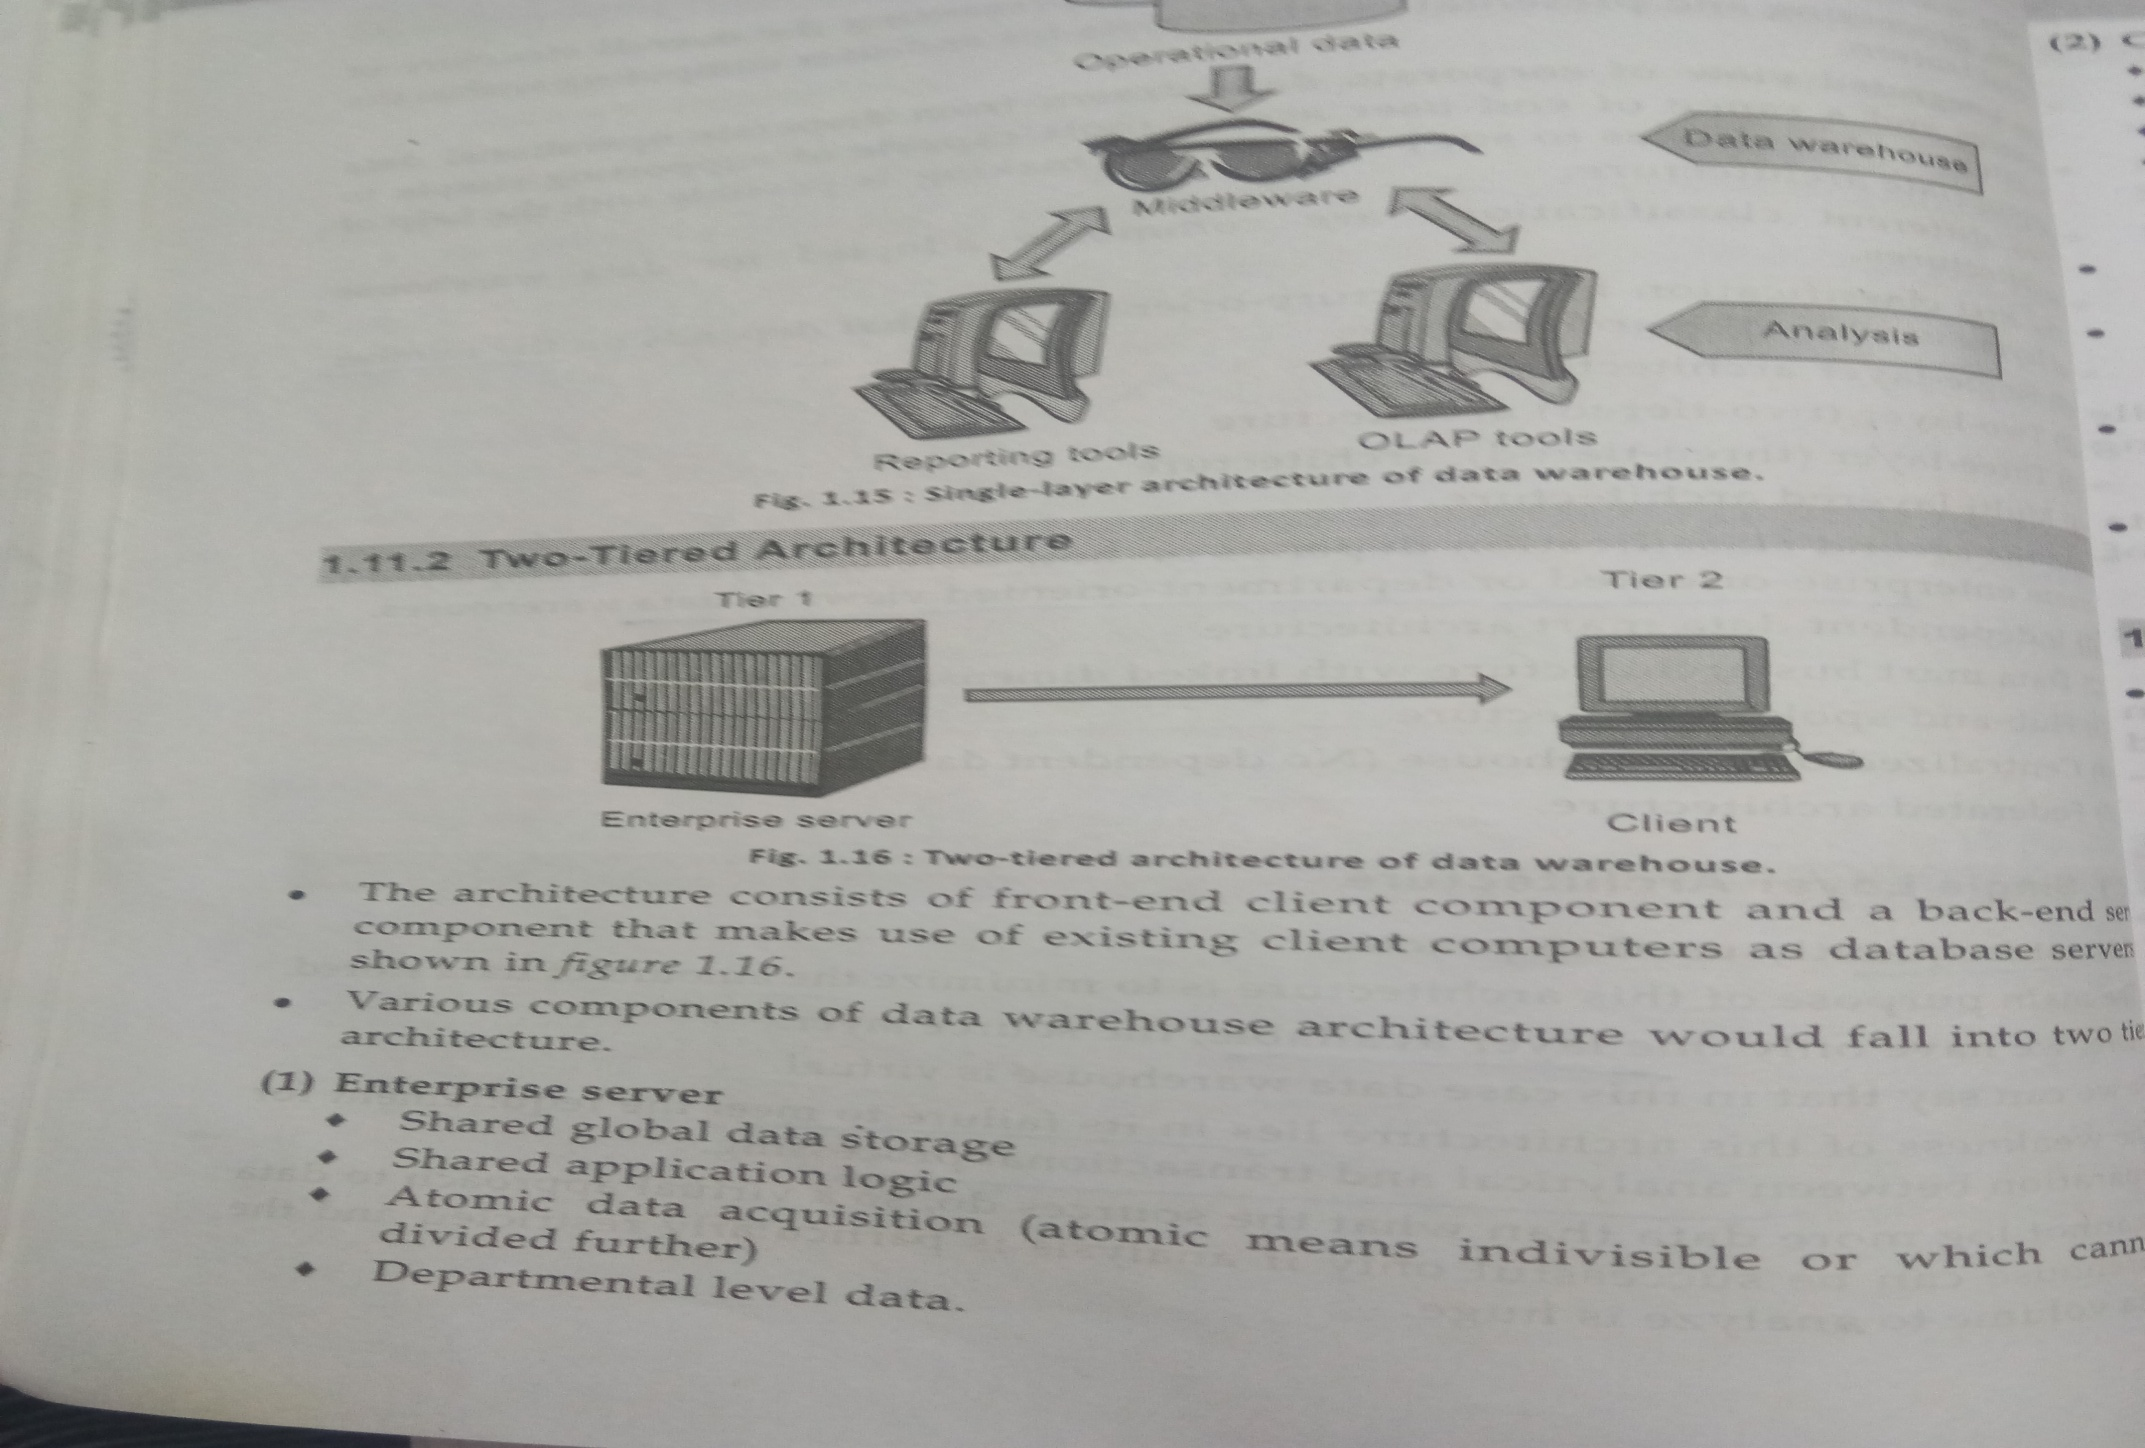 Operational data
Data warehouse
Middleware
Analysis
Reporting tools
OLAP tools
Fig. 1.15 : Single-layer architecture of data warehouse.
1.11.2 Two-Tiered Architecture
Tier 1
Tier 2
Enterprise server
Client
Fig. 1.16 : Two-tiered architecture of data warehouse.
• The architecture consists of front-end client component and a back-end ser
component that makes use of existing client computers as database server
shown in figure 1.16.
• Various components of data warehouse architecture would fall into two tie
architecture.
(1) Enterprise server
◆ Shared global data storage
◆ Shared application logic
◆ Atomic data acquisition (atomic means indivisible or which cann
divided further)
◆ Departmental level data.
(2) C
1